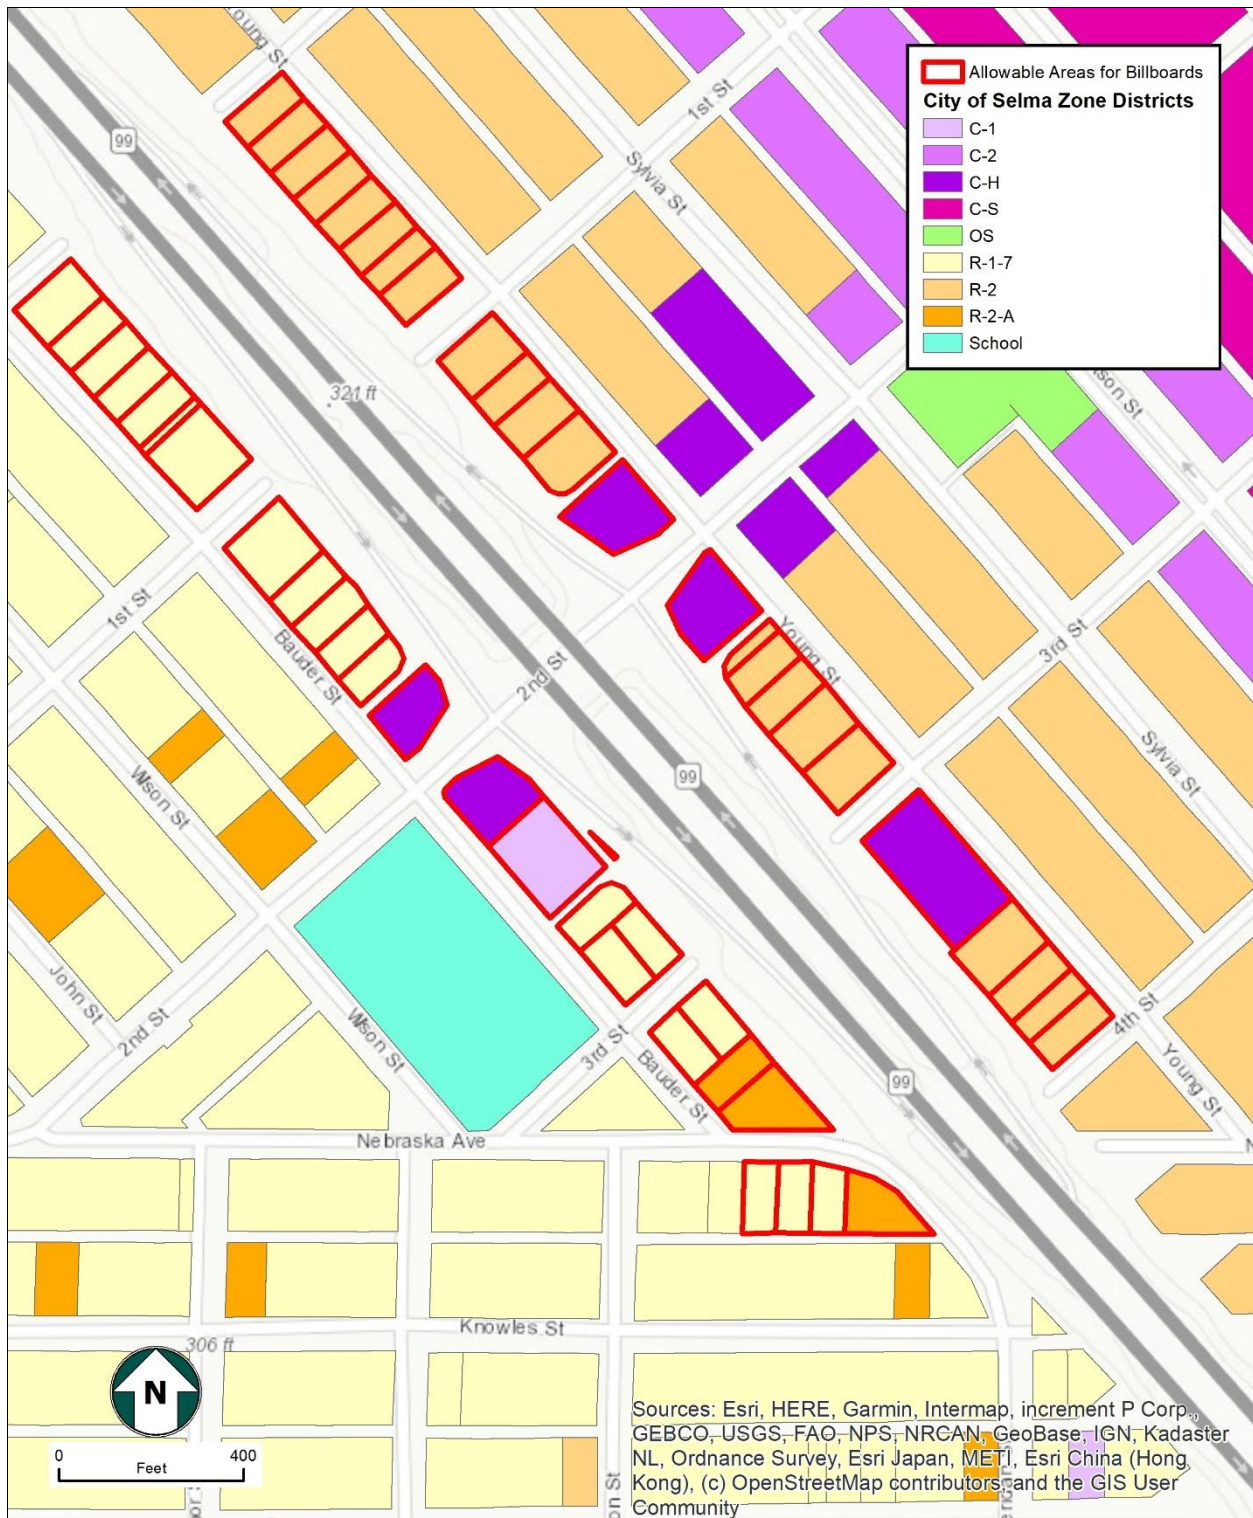 Young St
1st St
99
Allowable Areas for Billboards
City of Selma Zone Districts
C-1
C-2
C-H
C-S
OS
R-1-7
R-2
R-2-A
School
Sylvia St
321 ft
1st St
Bauder St
2nd St
Young St
3rd St
Sylvia St
99
Wilson St
John St
2nd St
Wilson St
3rd St
Bauder St
4th St
Young St
99
Nebraska Ave
N
Knowles St
306 ft
N
0 400
Feet
Sources: Esri, HERE, Garmin, Intermap, increment P Corp.,
GEBCO, USGS, FAO, NPS, NRCAN, GeoBase, IGN, Kadaster
NL, Ordnance Survey, Esri Japan, METI, Esri China (Hong
Kong), (c) OpenStreetMap contributors, and the GIS User
Community